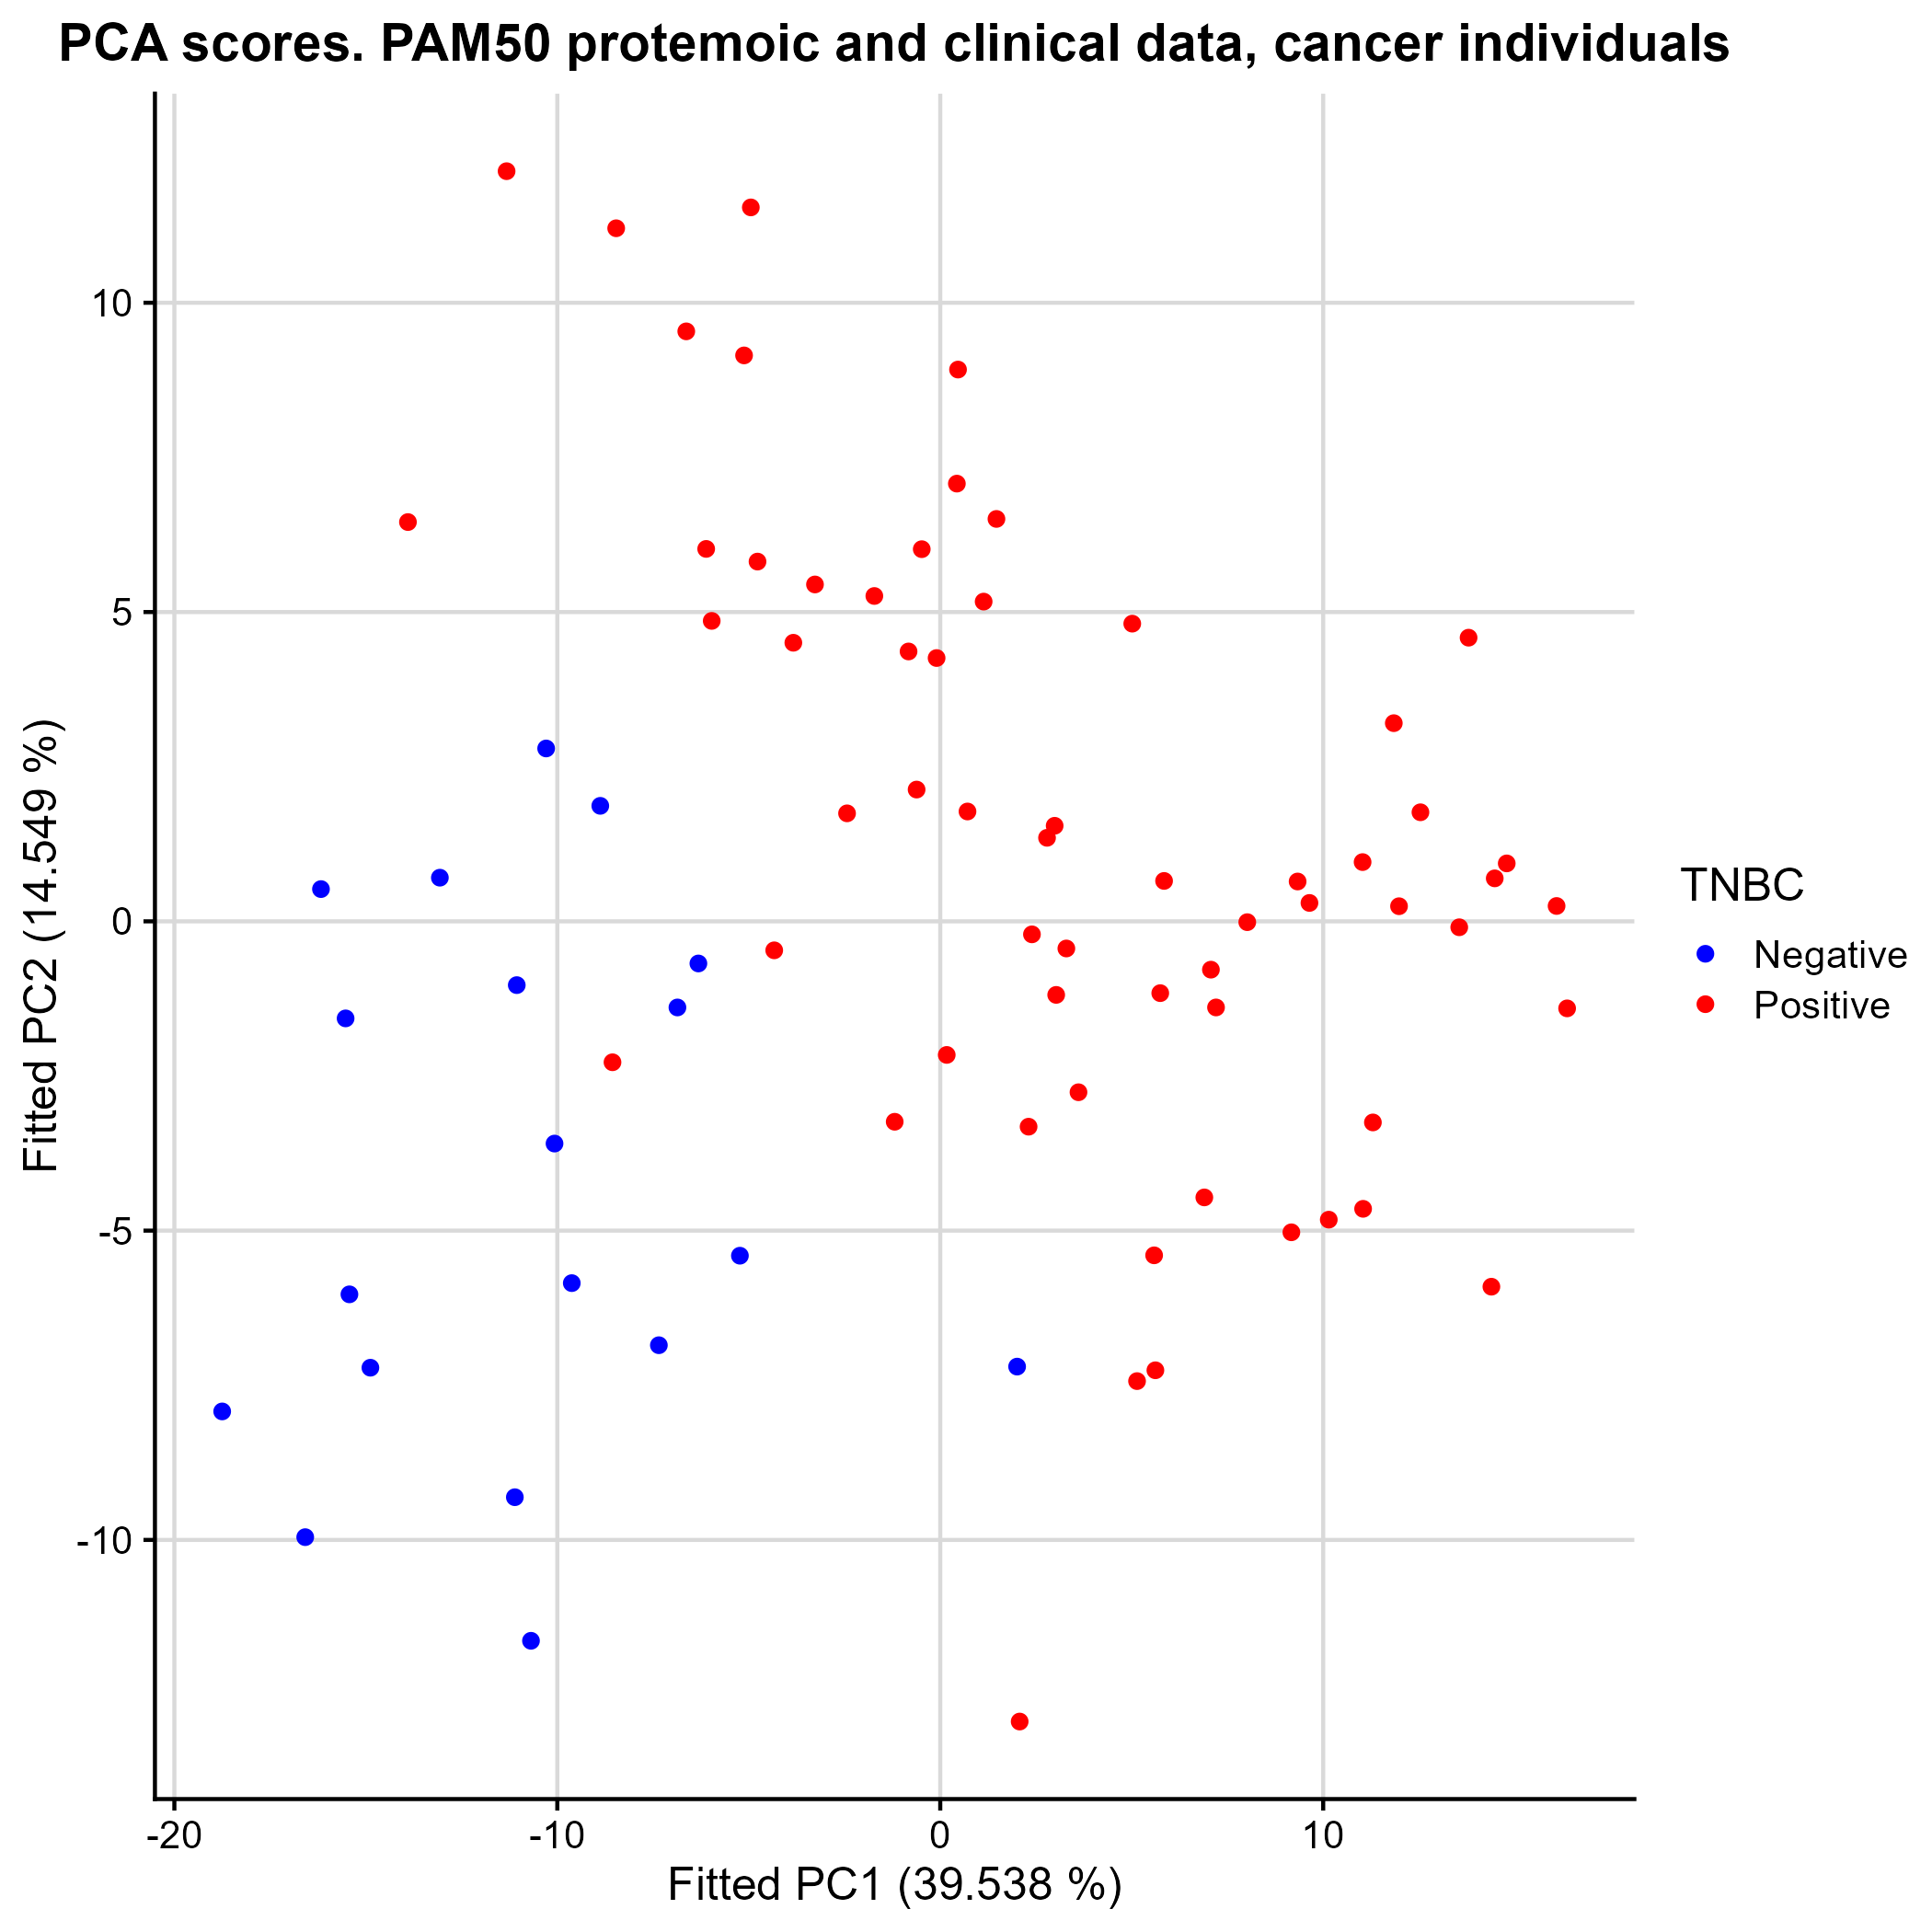 PCA scores. PAM50 protemoic and clinical data, cancer individuals
10
5
0
-5
-10
Fitted PC2 (14.549 %)
-20
-10
0
10
Fitted PC1 (39.538 %)
TNBC
Negative
Positive